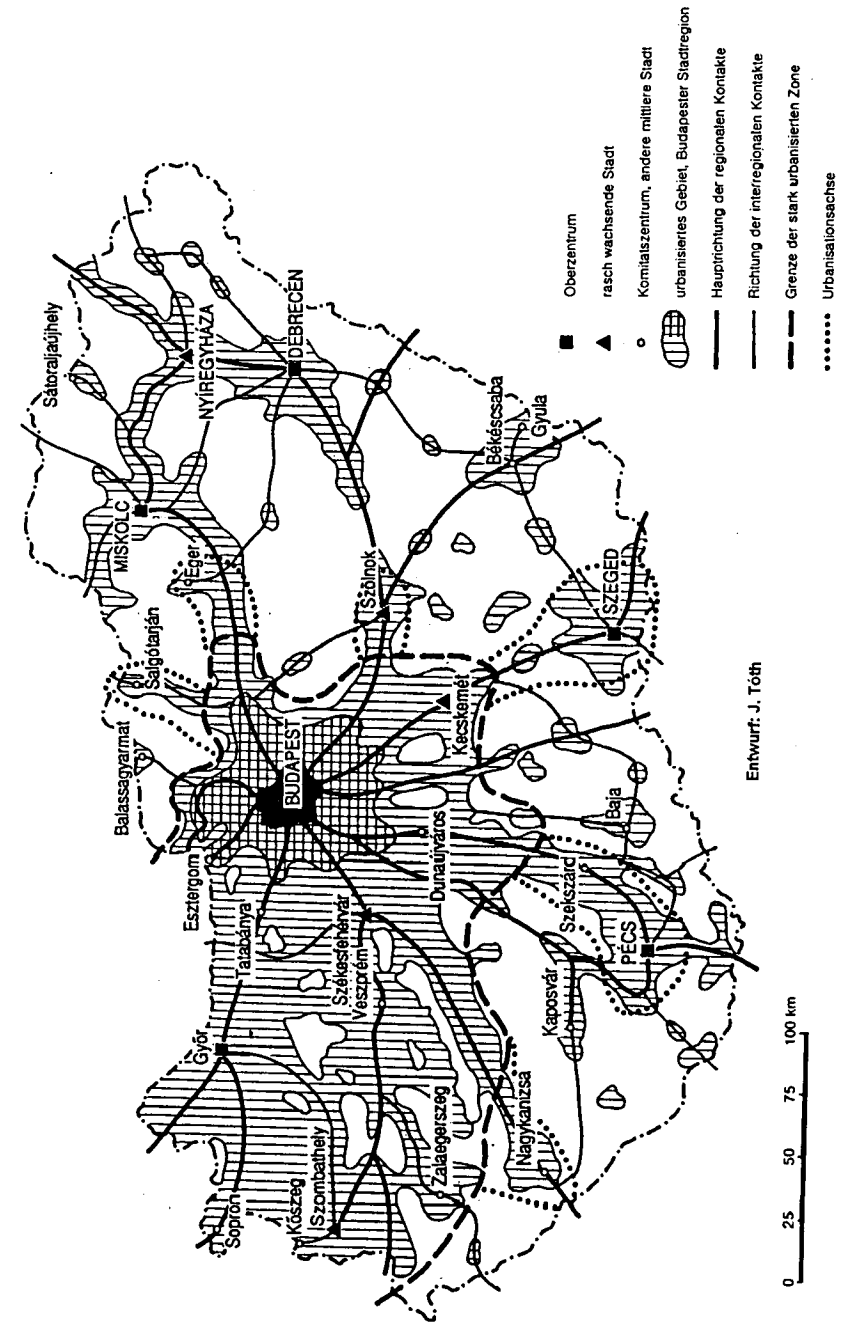 Sátoraljaújhely
MISKOLC
NYÍREGYHÁZA
DEBRECEN
Salgótarján
Eger
Balassagyarmat
Szolnok
Békéscsaba
Gyula
Esztergom
BUDAPEST
Kecskemét
SZEGED
Tatabánya
Székesfehérvár
Veszprém
Dunaújváros
Baja
Szekszárd
Győr
PÉCS
Kaposvár
Sopron
Kőszeg
Szombathely
Zalaegerszeg
Nagykanizsa
Oberzentrum
rasch wachsende Stadt
Komitatszentrum, andere mittlere Stadt
urbanisiertes Gebiet, Budapester Stadtregion
Hauptrichtung der regionalen Kontakte
Richtung der interregionalen Kontakte
Grenze der stark urbanisierten Zone
Urbanisationsachse
Entwurf: J. Tóth
0 25 50 75 100 km